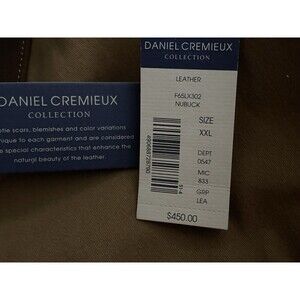 DANIEL CREMIEUX
COLLECTION
tle scars, blemishes and color variations
nique to each garment and are considered
e special characteristics that enhance the
natural beauty of the leather.
DANIEL CREMIEUX
COLLECTION
LEATHER
F65LX302
NUBUCK
SIZE
XXL
DEPT
0547
MIC
833
GRP
LEA
$450.00